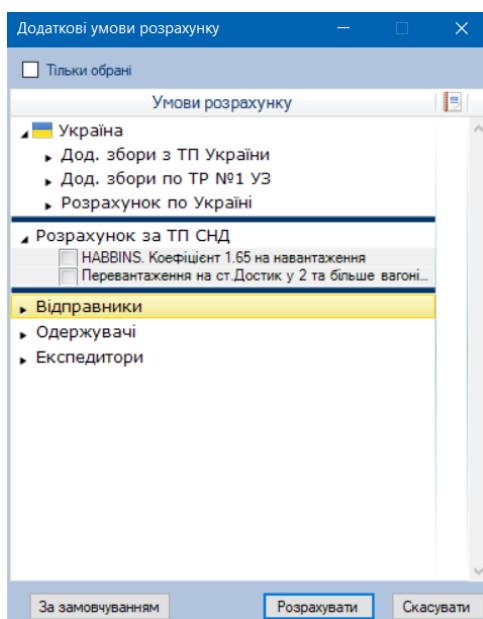 Додаткові умови розрахунку
Тільки обрані
Умови розрахунку
Україна
Дод. збори з ТП України
Дод. збори по ТР №1 УЗ
Розрахунок по Україні
Розрахунок за ТП СНД
HABBINS. Коефіцієнт 1.65 на навантаження
Перевантаження на ст.Достик у 2 та більше вагоні...
Відправники
Одержувачі
Експедитори
За замовчуванням
Розрахувати
Скасувати